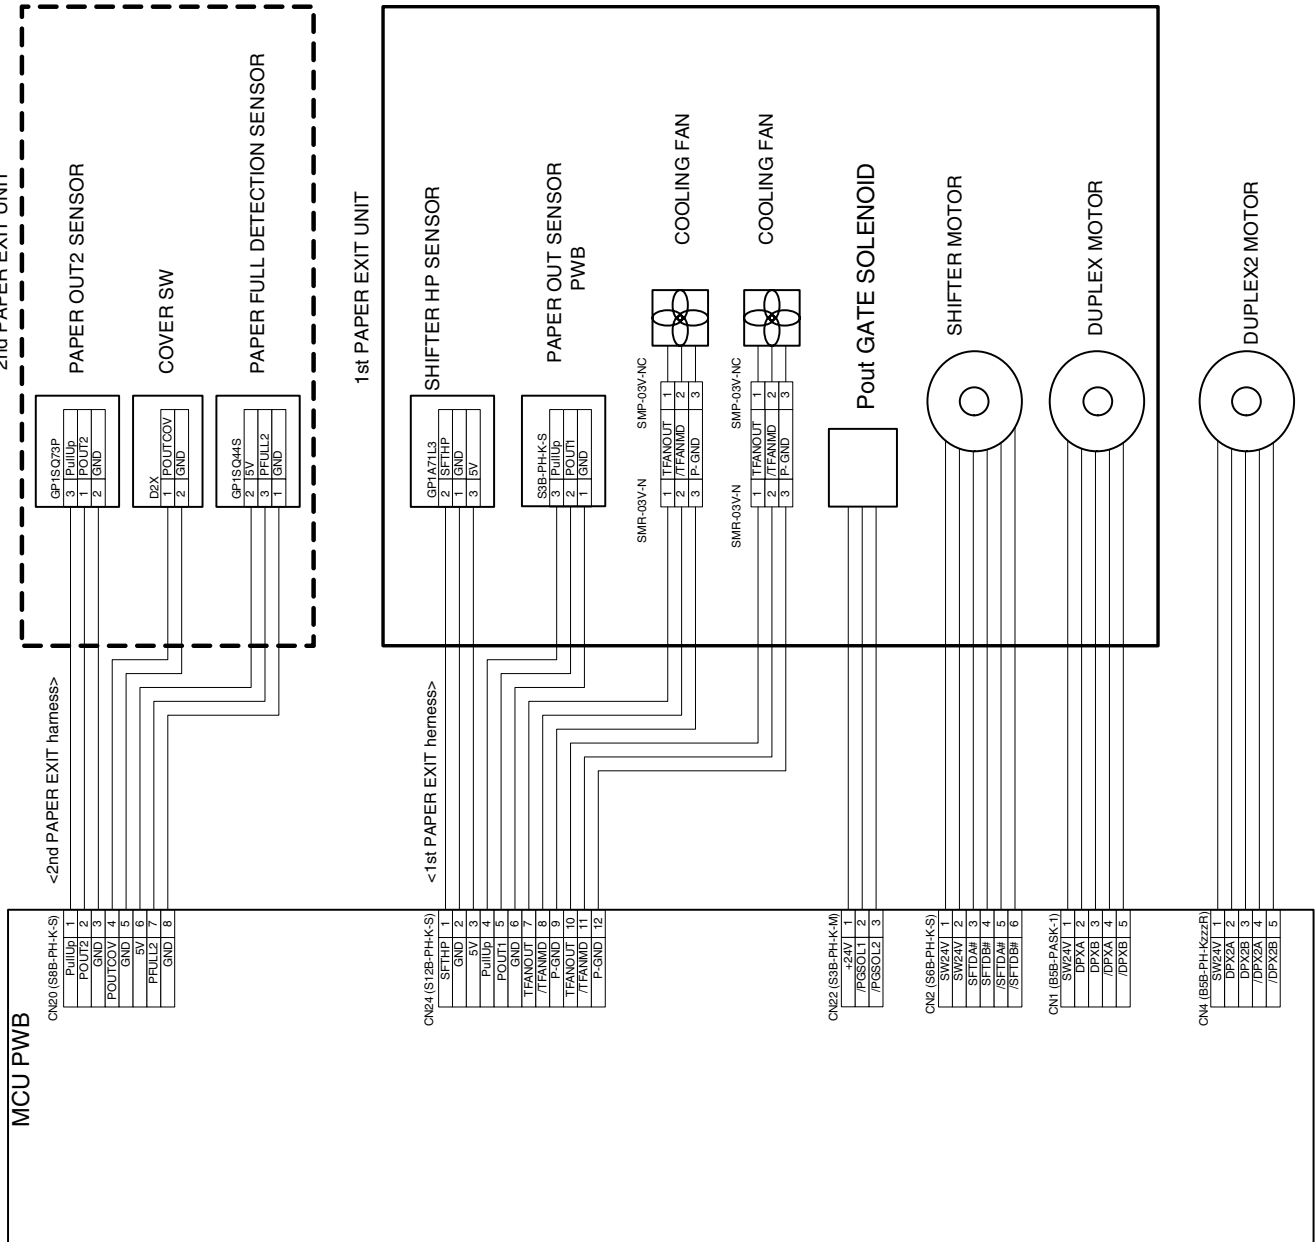 2nd PAPER EXIT UNIT
PAPER OUT2 SENSOR
COVER SW
PAPER FULL DETECTION SENSOR
GP1SQ73P
3 PullUp
1 POUT2
2 GND
D2X
1 POUTCOV
2 GND
GP1SQ44S
2 5V
3 PFULL2
1 GND
<2nd PAPER EXIT harness>
1st PAPER EXIT UNIT
SHIFTER HP SENSOR
PAPER OUT SENSOR
PWB
COOLING FAN
COOLING FAN
Pout GATE SOLENOID
SHIFTER MOTOR
DUPLEX MOTOR
DUPLEX2 MOTOR
GP1A71L3
2 SFTHP
1 GND
3 5V
S3B-PH-K-S
3 PullUp
2 POUT1
1 GND
SMR-03V-N
SMP-03V-NC
1 TFANOUT 1
2 /TFANMD 2
3 P-GND 3
SMR-03V-N
SMP-03V-NC
1 TFANOUT 1
2 /TFANMD 2
3 P-GND 3
<1st PAPER EXIT herness>
MCU PWB
CN20 (S8B-PH-K-S)
PullUp 1
POUT2 2
GND 3
POUTCOV 4
GND 5
5V 6
PFULL2 7
GND 8
CN24 (S12B-PH-K-S)
SFTHP 1
GND 2
5V 3
PullUp 4
POUT1 5
GND 6
TFANOUT 7
/TFANMD 8
P-GND 9
TFANOUT 10
/TFANMD 11
P-GND 12
CN22 (S3B-PH-K-M)
+24V 1
/PGSOL1 2
/PGSOL2 3
CN2 (S6B-PH-K-S)
SW24V 1
SW24V 2
SFTDA# 3
SFTDB# 4
/SFTDA# 5
/SFTDB# 6
CN1 (B5B-PASK-1)
SW24V 1
DPXA 2
DPXB 3
/DPXA 4
/DPXB 5
CN4 (B5B-PH-KzzzR)
SW24V 1
DPX2A 2
DPX2B 3
/DPX2A 4
/DPX2B 5